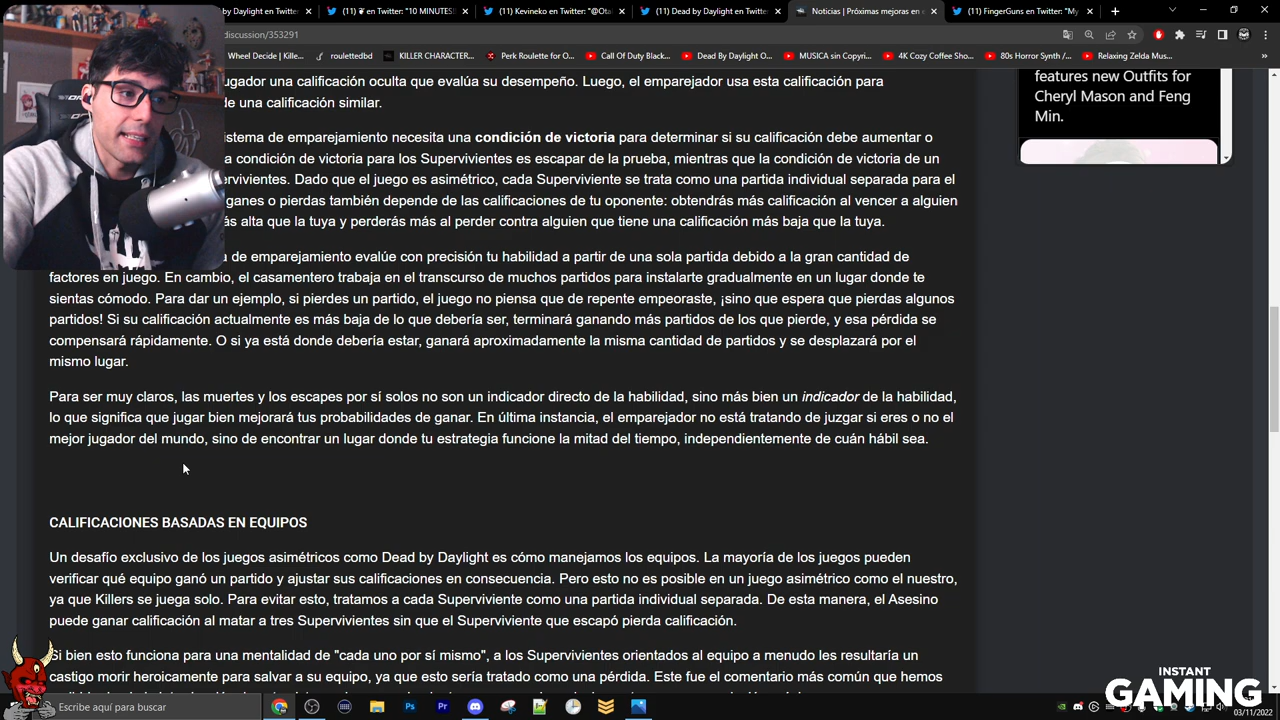 by Daylight en Twitter
(11) ❦ en Twitter: "10 MINUTES!
(11) Kevineko en Twitter: "@Ota
(11) Dead by Daylight en Twitter
Noticias | Próximas mejoras en e
(11) FingerGuns en Twitter: "My
discussion/353291
Wheel Decide | Kille...
roulettedbd
KILLER CHARACTER...
Perk Roulette for O...
Call Of Duty Black...
Dead By Daylight O...
MUSICA sin Copyri...
4K Cozy Coffee Sho...
80s Horror Synth /...
Relaxing Zelda Mus...
jugador una calificación oculta que evalúa su desempeño. Luego, el emparejador usa esta calificación para
de una calificación similar.
sistema de emparejamiento necesita una condición de victoria para determinar si su calificación debe aumentar o
a condición de victoria para los Supervivientes es escapar de la prueba, mientras que la condición de victoria de un
ervivientes. Dado que el juego es asimétrico, cada Superviviente se trata como una partida individual separada para el
ganes o pierdas también depende de las calificaciones de tu oponente: obtendrás más calificación al vencer a alguien
ás alta que la tuya y perderás más al perder contra alguien que tiene una calificación más baja que la tuya.
a de emparejamiento evalúe con precisión tu habilidad a partir de una sola partida debido a la gran cantidad de
factores en juego. En cambio, el casamentero trabaja en el transcurso de muchos partidos para instalarte gradualmente en un lugar donde te
sientas cómodo. Para dar un ejemplo, si pierdes un partido, el juego no piensa que de repente empeoraste, ¡sino que espera que pierdas algunos
partidos! Si su calificación actualmente es más baja de lo que debería ser, terminará ganando más partidos de los que pierde, y esa pérdida se
compensará rápidamente. O si ya está donde debería estar, ganará aproximadamente la misma cantidad de partidos y se desplazará por el
mismo lugar.
Para ser muy claros, las muertes y los escapes por sí solos no son un indicador directo de la habilidad, sino más bien un indicador de la habilidad,
lo que significa que jugar bien mejorará tus probabilidades de ganar. En última instancia, el emparejador no está tratando de juzgar si eres o no el
mejor jugador del mundo, sino de encontrar un lugar donde tu estrategia funcione la mitad del tiempo, independientemente de cuán hábil sea.
CALIFICACIONES BASADAS EN EQUIPOS
Un desafío exclusivo de los juegos asimétricos como Dead by Daylight es cómo manejamos los equipos. La mayoría de los juegos pueden
verificar qué equipo ganó un partido y ajustar sus calificaciones en consecuencia. Pero esto no es posible en un juego asimétrico como el nuestro,
ya que Killers se juega solo. Para evitar esto, tratamos a cada Superviviente como una partida individual separada. De esta manera, el Asesino
puede ganar calificación al matar a tres Supervivientes sin que el Superviviente que escapó pierda calificación.
Si bien esto funciona para una mentalidad de "cada uno por sí mismo", a los Supervivientes orientados al equipo a menudo les resultaría un
castigo morir heroicamente para salvar a su equipo, ya que esto sería tratado como una pérdida. Este fue el comentario más común que hemos
features new Outfits for
Cheryl Mason and Feng
Min.
Escribe aquí para buscar
Ps
Pr
03/11/2022
INSTANT
GAMING